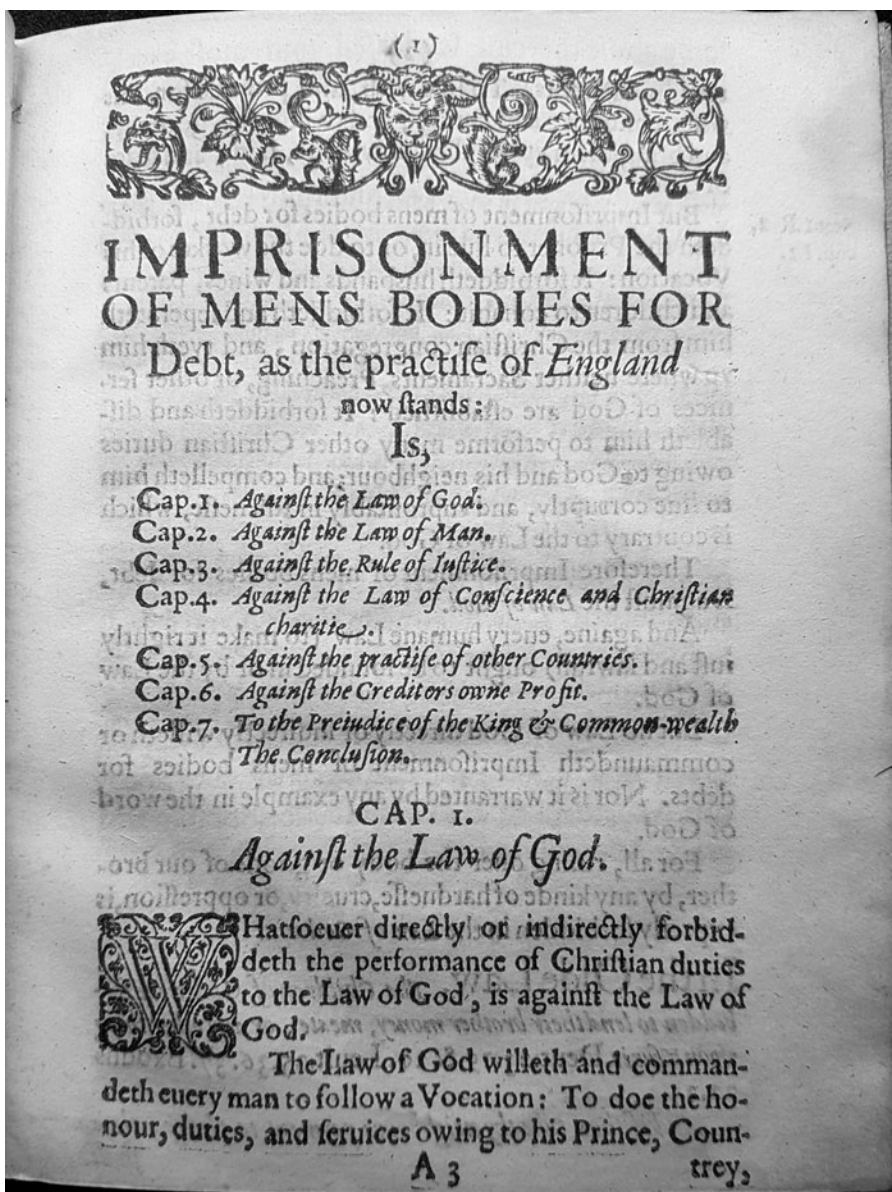 (1)
IMPRISONMENT
OF MENS BODIES FOR
Debt, as the practiſe of England
now ſtands:
Is,
Cap.1. Againſt the Law of God.
Cap.2. Againſt the Law of Man.
Cap.3. Againſt the Rule of Iuſtice.
Cap.4. Againſt the Law of Conſcience and Chriſtian
charitie.
Cap.5. Againſt the practiſe of other Countries.
Cap.6. Againſt the Creditors owne Profit.
Cap.7. To the Preiudice of the King & Common-wealth
The Concluſion.
CAP. 1.
Againſt the Law of God.
WHatſoeuer directly or indirectly forbid-
deth the performance of Chriſtian duties
to the Law of God, is againſt the Law of
God.
The Law of God willeth and comman-
deth euery man to follow a Vocation: To doe the ho-
nour, duties, and ſeruices owing to his Prince, Coun-
A 3 trey,